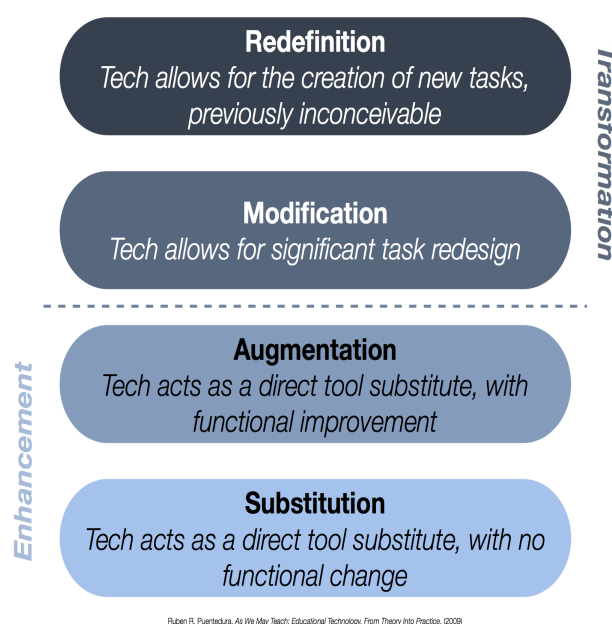 Redefinition
Tech allows for the creation of new tasks,
previously inconceivable
Transformation
Modification
Tech allows for significant task redesign
Augmentation
Tech acts as a direct tool substitute, with
functional improvement
Enhancement
Substitution
Tech acts as a direct tool substitute, with no
functional change
Ruben R. Puentedura, As We May Teach: Educational Technology, From Theory Into Practice. (2009)